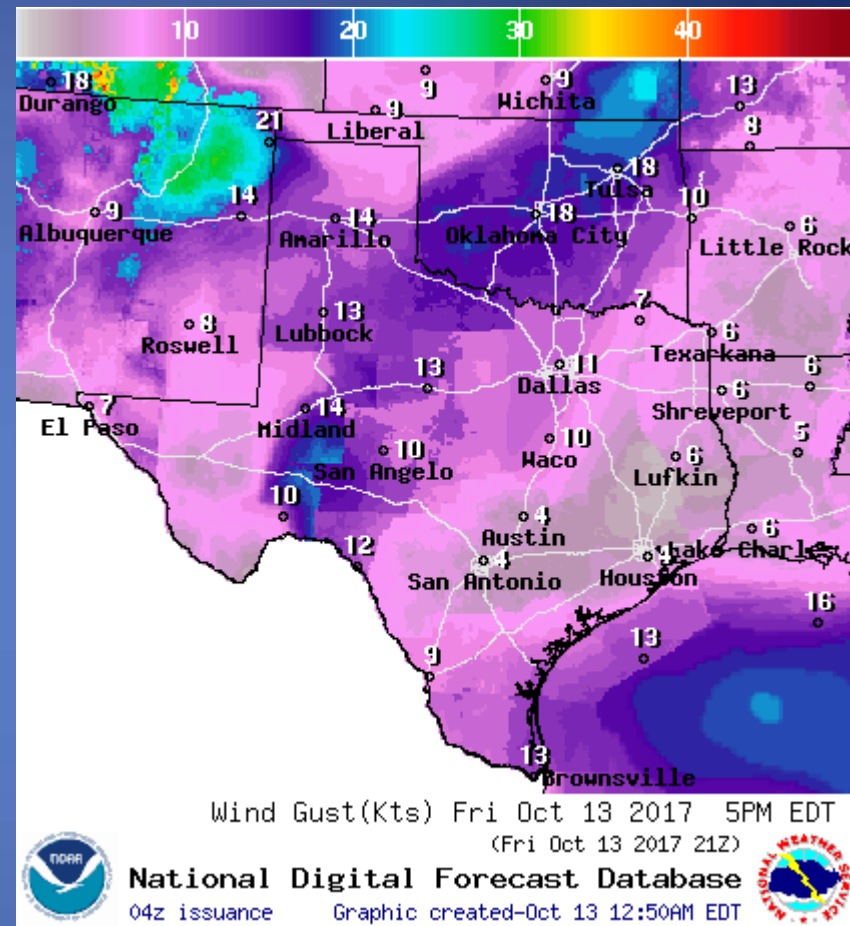 10 20 30 40
18 9 9
Durango Wichita 13
9
Liberal
21 8
18
Tulsa
9 14 14 18 10 6
Albuquerque Amarillo Oklahoma City Little Rock
8 13 7
Roswell Lubbock 6
Texarkana
13 11 6
Dallas 6
7 14 Shreveport
El Paso Midland
10 10 6 5
San Angelo Waco Lufkin
10 4 6
Austin Lake Charles
12 4 4
San Antonio Houston
16
13
9
13
Brownsville
Wind Gust(Kts) Fri Oct 13 2017 5PM EDT
(Fri Oct 13 2017 21Z)
NOAA
National Digital Forecast Database
04z issuance Graphic created-Oct 13 12:50AM EDT
NATIONAL WEATHER SERVICE